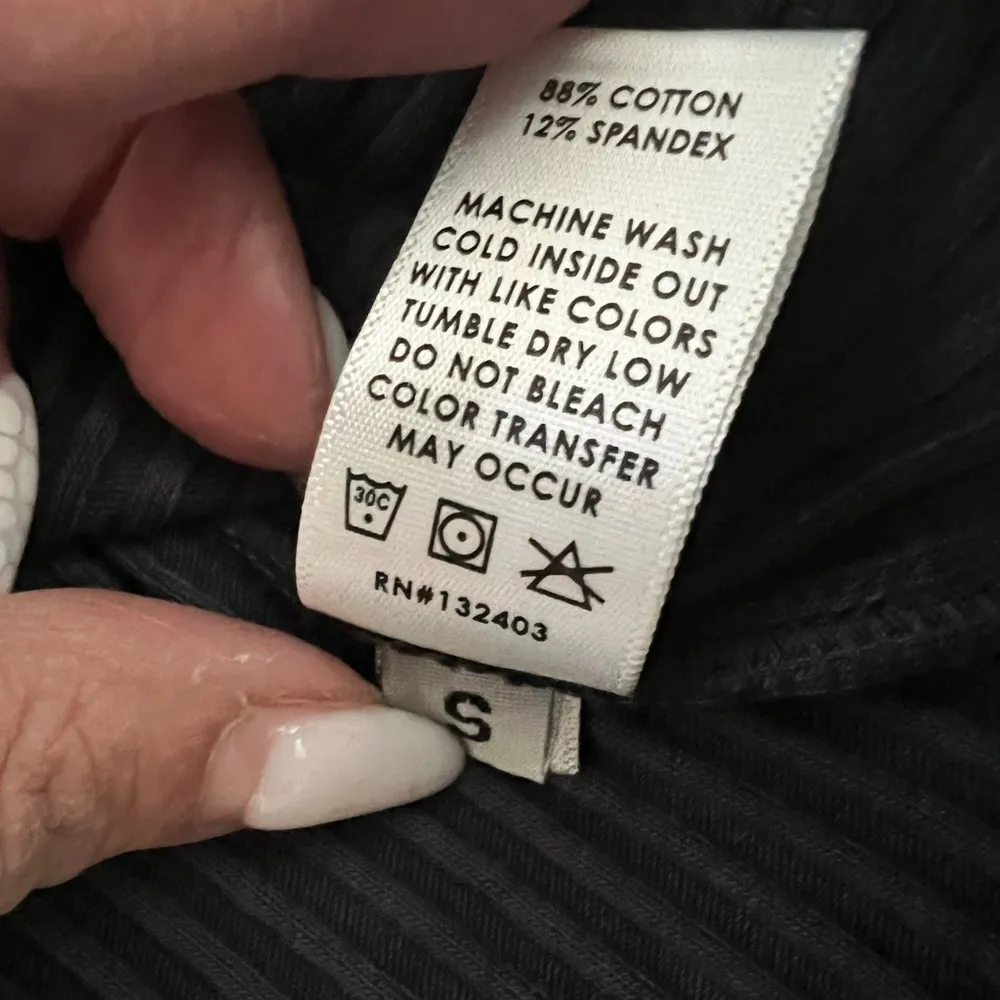 88% COTTON
12% SPANDEX
MACHINE WASH
COLD INSIDE OUT
WITH LIKE COLORS
TUMBLE DRY LOW
DO NOT BLEACH
COLOR TRANSFER
MAY OCCUR
30C
RN#132403
S